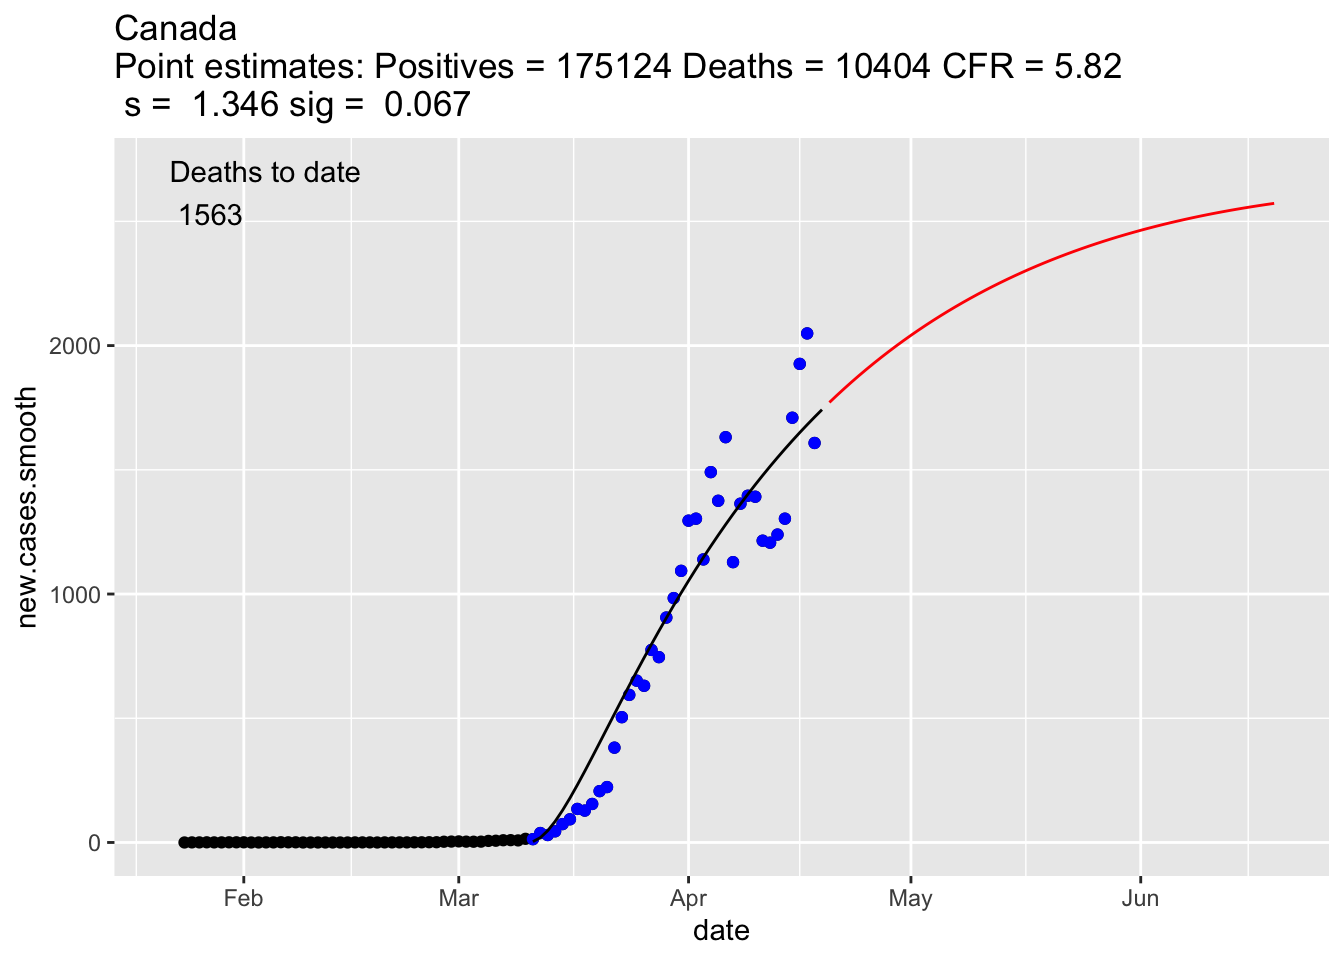 Canada
Point estimates: Positives = 175124 Deaths = 10404 CFR = 5.82
s = 1.346 sig = 0.067
Deaths to date
1563
new.cases.smooth
2000
1000
0
Feb Mar Apr May Jun
date